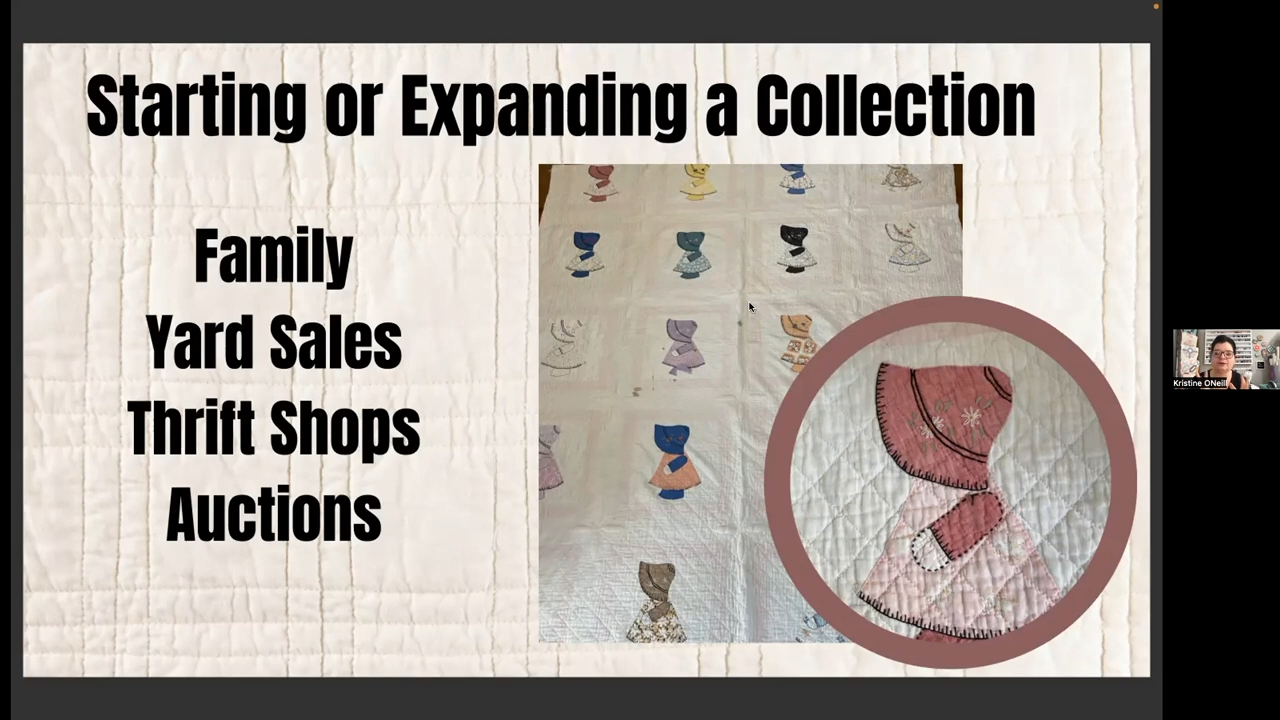 Starting or Expanding a Collection
Family
Yard Sales
Thrift Shops
Auctions
Kristine ONeill